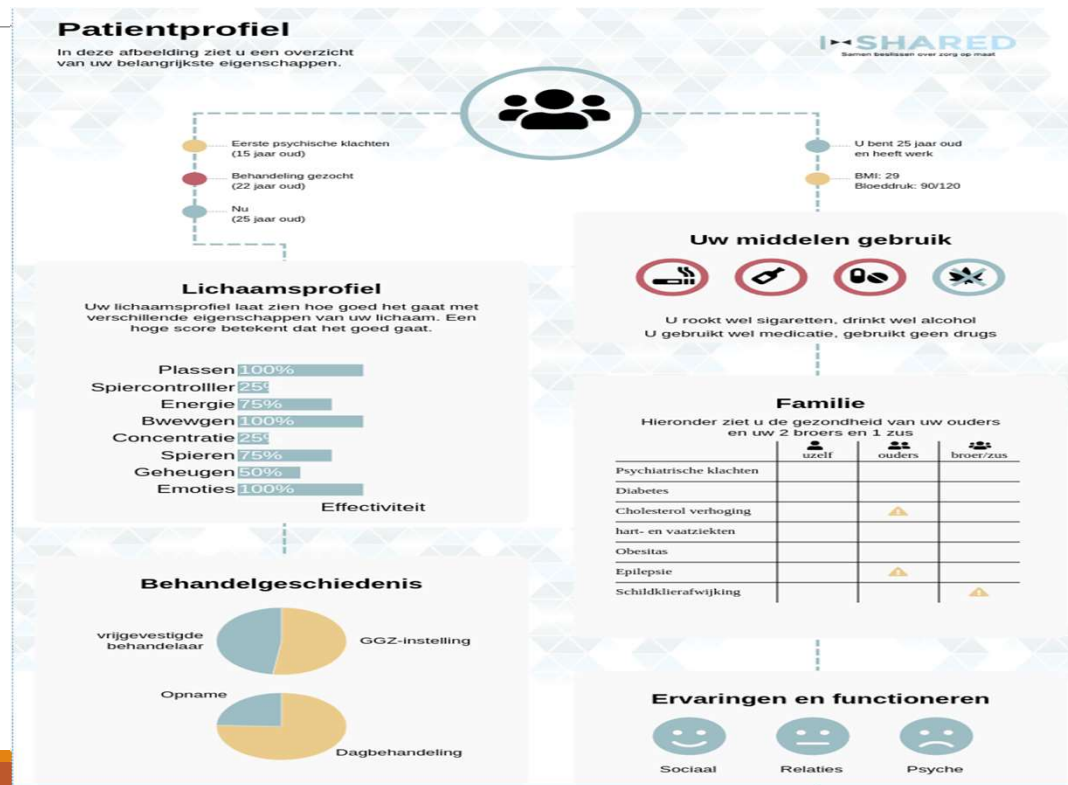 Patientprofiel
In deze afbeelding ziet u een overzicht
van uw belangrijkste eigenschappen.
SHARED
Samen beslissen over zorg op maat
Eerste psychische klachten
(15 jaar oud)
Behandeling gezocht
(22 jaar oud)
Nu
(25 jaar oud)
U bent 25 jaar oud
en heeft werk
BMI: 29
Bloeddruk: 90/120
Lichaamsprofiel
Uw lichaamsprofiel laat zien hoe goed het gaat met
verschillende eigenschappen van uw lichaam. Een
hoge score betekent dat het goed gaat.
Plassen 100%
Spiercontrolller 25%
Energie 75%
Bwewgen 100%
Concentratie 25%
Spieren 75%
Geheugen 50%
Emoties 100%
Effectiviteit
Behandelgeschiedenis
vrijgevestigde
behandelaar
GGZ-instelling
Opname
Dagbehandeling
Uw middelen gebruik
U rookt wel sigaretten, drinkt wel alcohol
U gebruikt wel medicatie, gebruikt geen drugs
Familie
Hieronder ziet u de gezondheid van uw ouders
en uw 2 broers en 1 zus
uzelf ouders broer/zus
Psychiatrische klachten
Diabetes
Cholesterol verhoging
hart- en vaatziekten
Obesitas
Epilepsie
Schildklierafwijking
Ervaringen en functioneren
Sociaal Relaties Psyche